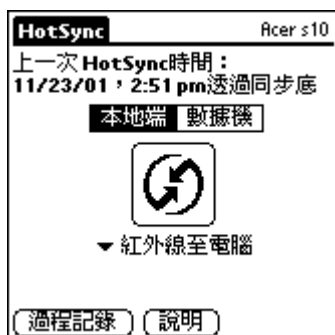 HotSync Acer s10
上一次 HotSync時間：
11/23/01，2:51 pm透過同步底
本地端 數據機
紅外線至電腦
過程記錄 說明